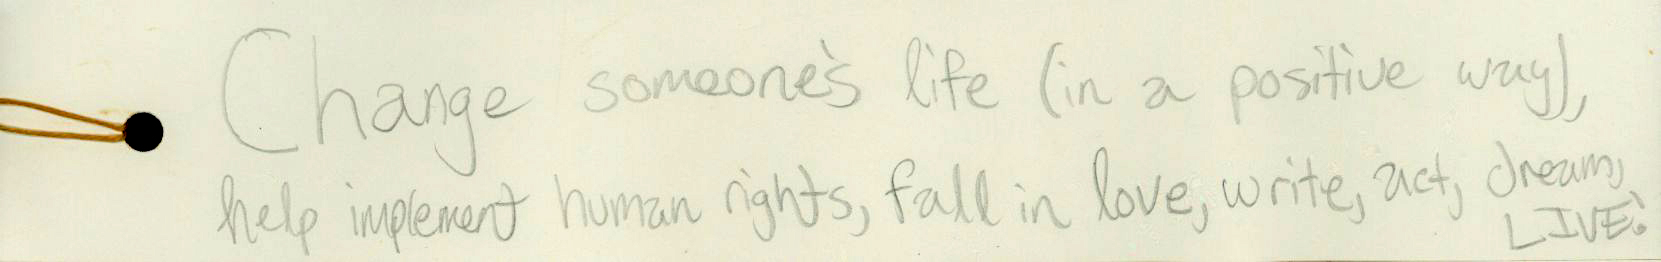 Change someone's life (in a positive way),
help implement human rights, fall in love, write, act, dream,
LIVE!